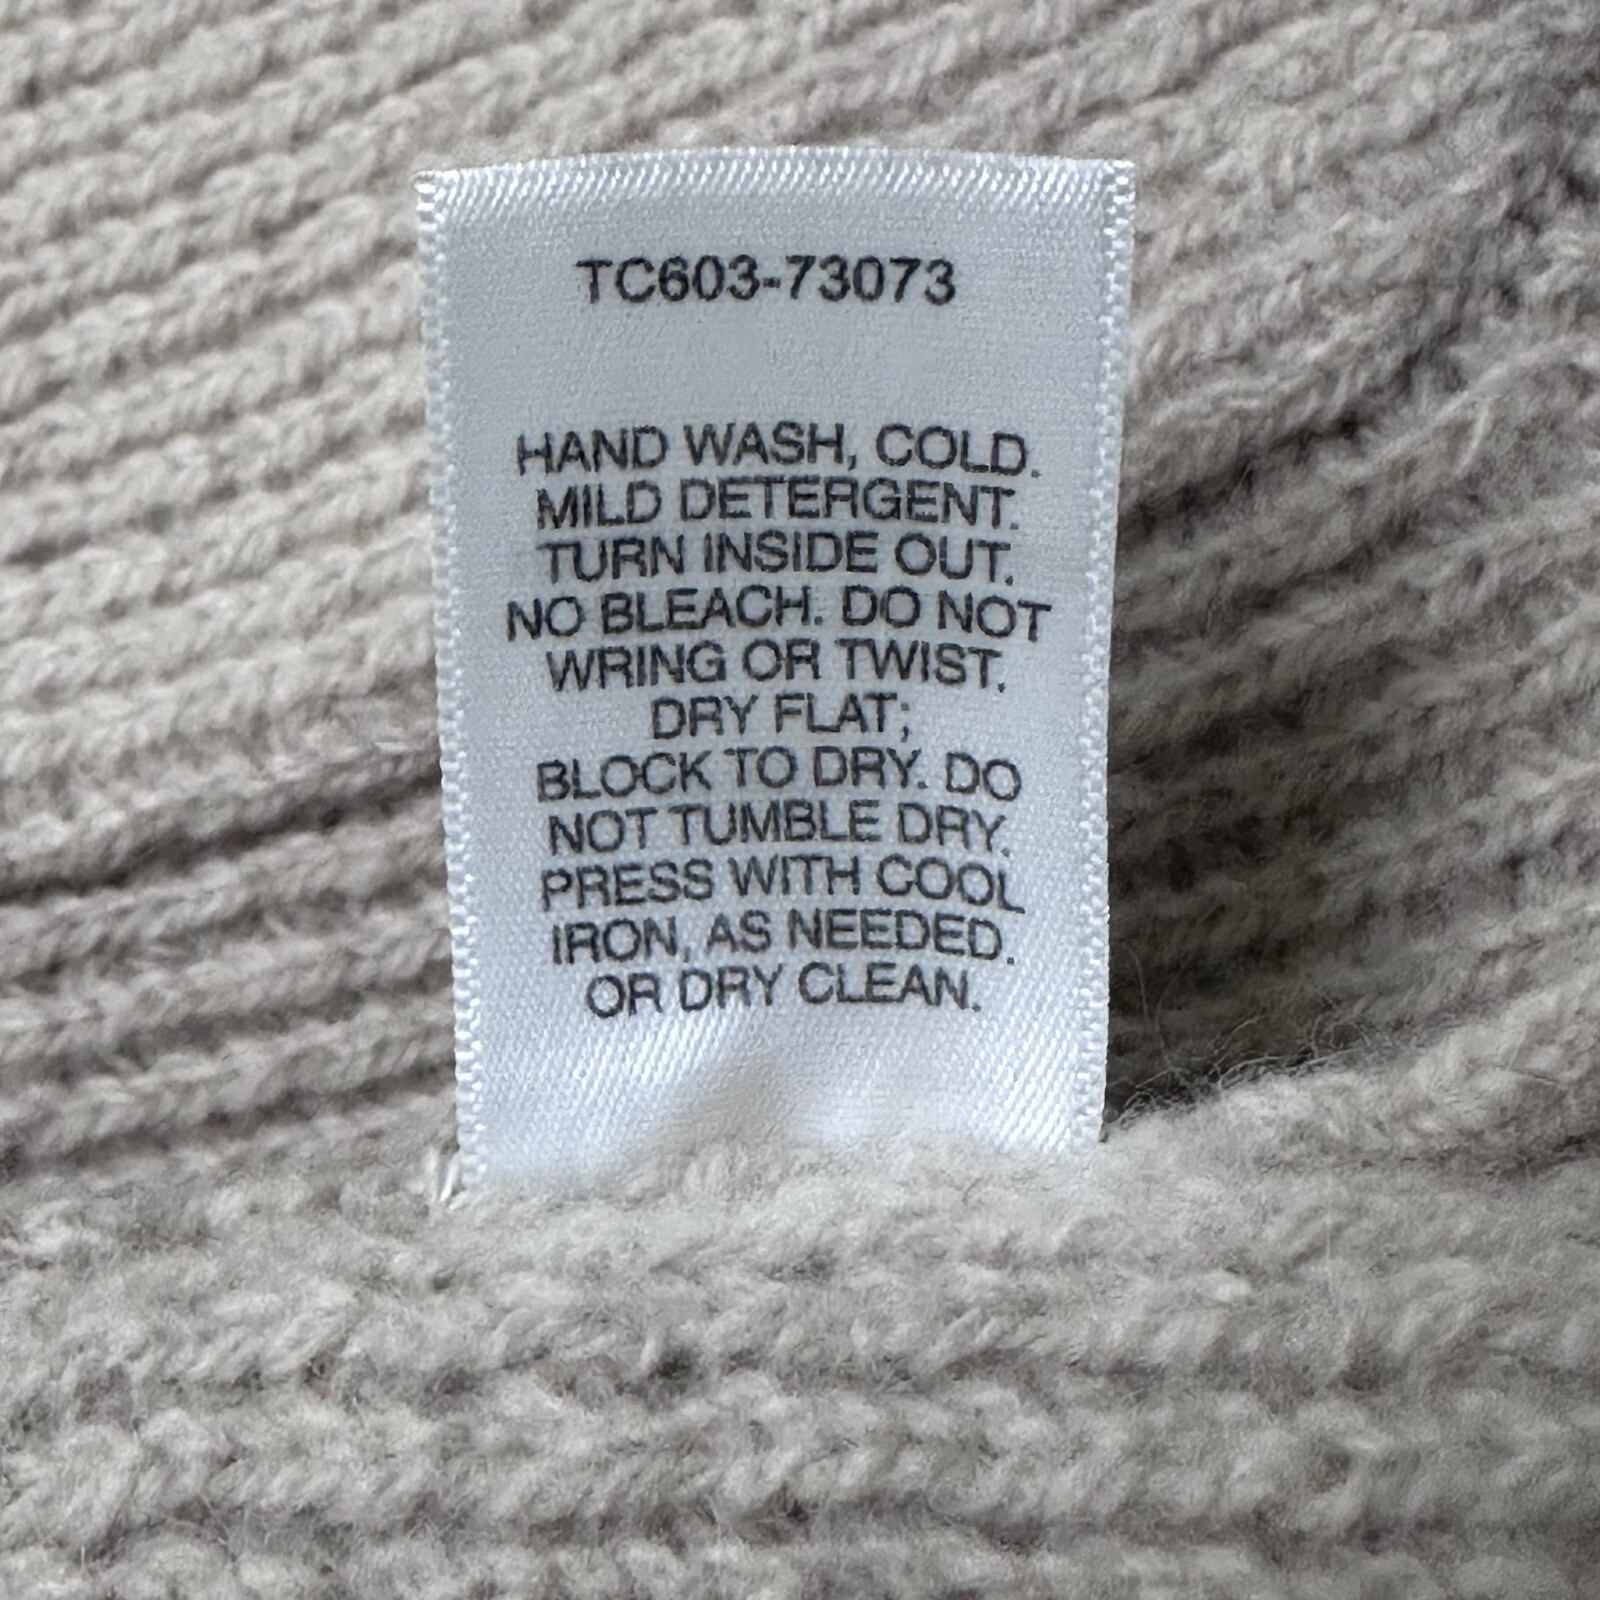 TC603-73073
HAND WASH, COLD.
MILD DETERGENT.
TURN INSIDE OUT.
NO BLEACH. DO NOT
WRING OR TWIST.
DRY FLAT;
BLOCK TO DRY. DO
NOT TUMBLE DRY.
PRESS WITH COOL
IRON, AS NEEDED.
OR DRY CLEAN.